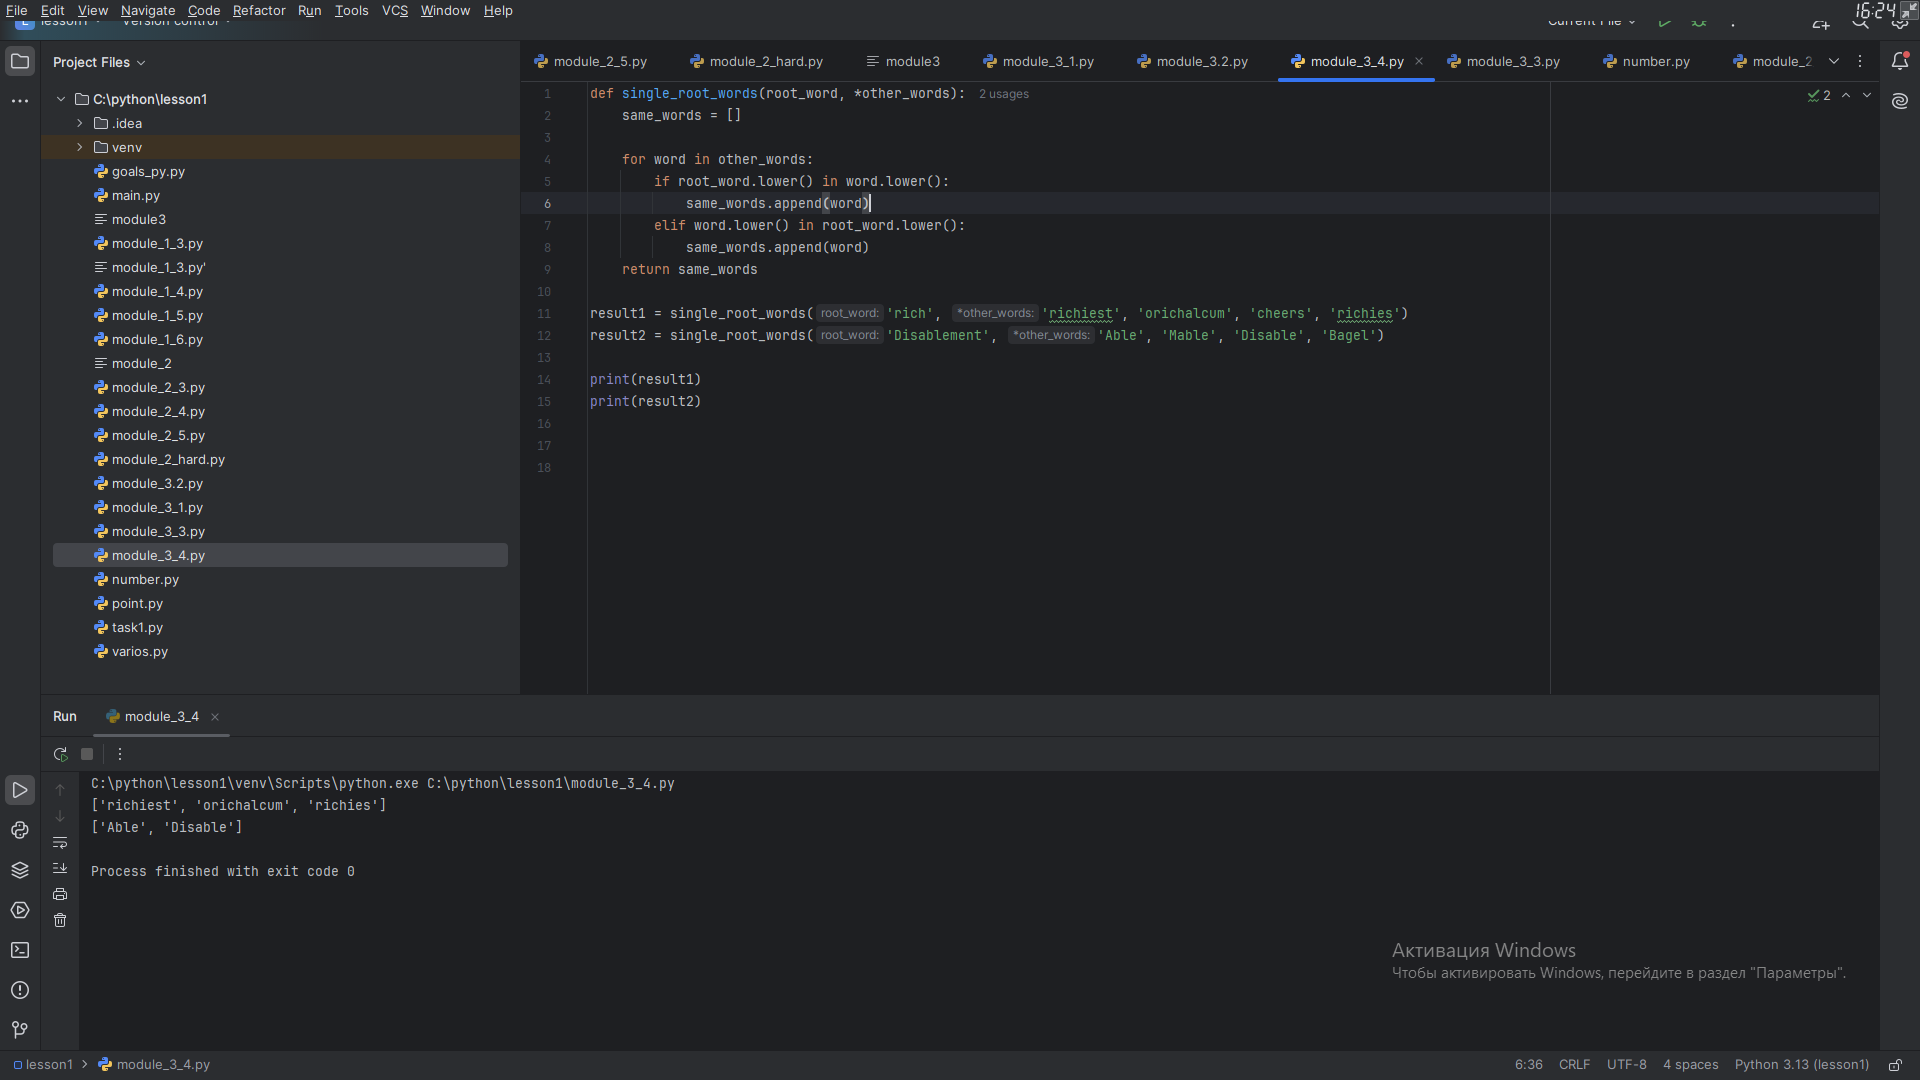 File Edit View Navigate Code Refactor Run Tools VCS Window Help
16:24
lesson1 Version control
Current File
Project Files
module_2_5.py module_2_hard.py module3 module_3_1.py module_3.2.py module_3_4.py module_3_3.py number.py module_2
C:\python\lesson1
.idea
venv
goals_py.py
main.py
module3
module_1_3.py
module_1_3.py'
module_1_4.py
module_1_5.py
module_1_6.py
module_2
module_2_3.py
module_2_4.py
module_2_5.py
module_2_hard.py
module_3.2.py
module_3_1.py
module_3_3.py
module_3_4.py
number.py
point.py
task1.py
varios.py
1 def single_root_words(root_word, *other_words): 2 usages
2 same_words = []
3
4 for word in other_words:
5 if root_word.lower() in word.lower():
6 same_words.append(word)
7 elif word.lower() in root_word.lower():
8 same_words.append(word)
9 return same_words
10
11 result1 = single_root_words( root_word: 'rich', *other_words: 'richiest', 'orichalcum', 'cheers', 'richies')
12 result2 = single_root_words( root_word: 'Disablement', *other_words: 'Able', 'Mable', 'Disable', 'Bagel')
13
14 print(result1)
15 print(result2)
16
17
18
2
Run module_3_4
C:\python\lesson1\venv\Scripts\python.exe C:\python\lesson1\module_3_4.py
['richiest', 'orichalcum', 'richies']
['Able', 'Disable']
Process finished with exit code 0
Активация Windows
Чтобы активировать Windows, перейдите в раздел "Параметры".
lesson1 module_3_4.py
6:36 CRLF UTF-8 4 spaces Python 3.13 (lesson1)